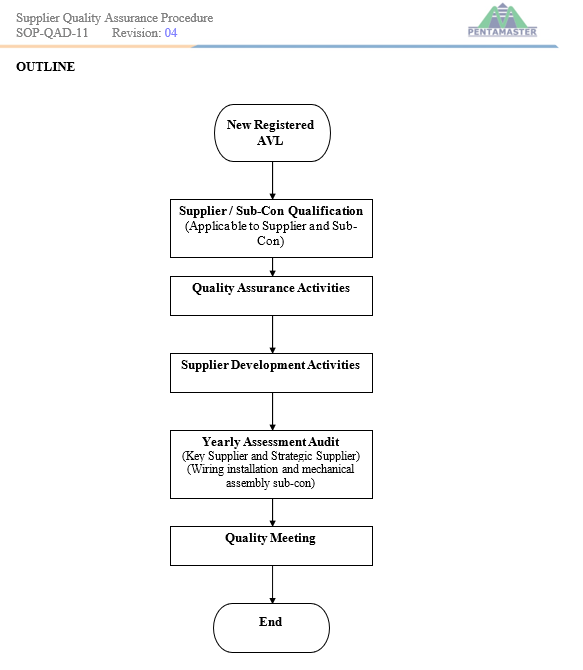 Supplier Quality Assurance Procedure
SOP-QAD-11 Revision: 04
PENTAMASTER
OUTLINE
New Registered
AVL
Supplier / Sub-Con Qualification
(Applicable to Supplier and Sub-
Con)
Quality Assurance Activities
Supplier Development Activities
Yearly Assessment Audit
(Key Supplier and Strategic Supplier)
(Wiring installation and mechanical
assembly sub-con)
Quality Meeting
End